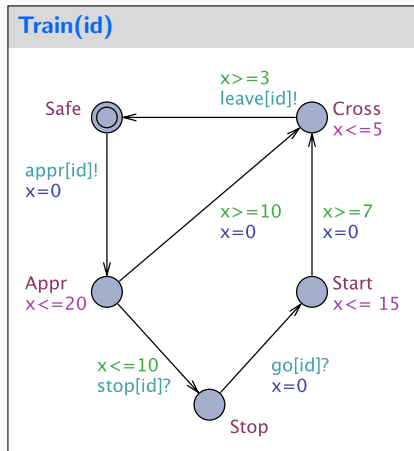 Train(id)
x>=3
leave[id]!
Safe
Cross
x<=5
appr[id]!
x=0
x>=10
x=0
x>=7
x=0
Appr
x<=20
Start
x<= 15
x<=10
stop[id]?
go[id]?
x=0
Stop